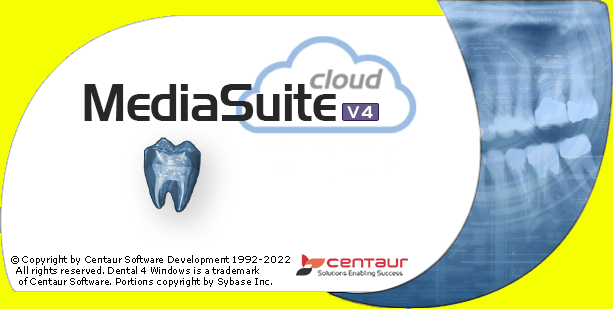 cloud
MediaSuite V4
© Copyright by Centaur Software Development 1992-2022
All rights reserved. Dental 4 Windows is a trademark
of Centaur Software. Portions copyright by Sybase Inc.
centaur
Solutions Enabling Success